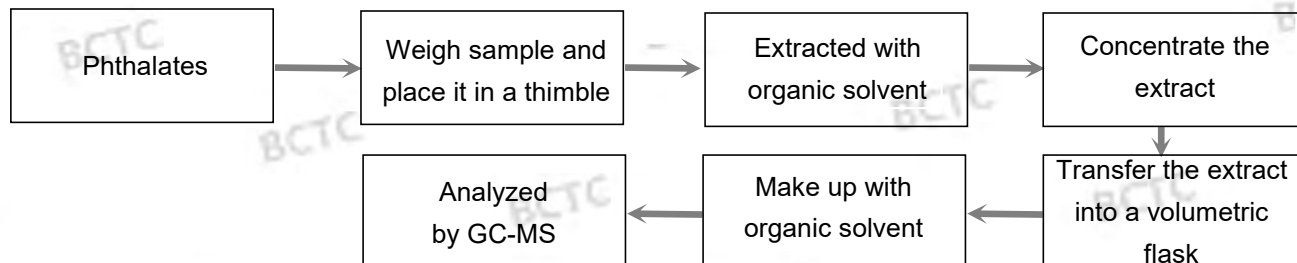 Phthalates
Weigh sample and
place it in a thimble
Extracted with
organic solvent
Concentrate the
extract
Transfer the extract
into a volumetric
flask
Make up with
organic solvent
Analyzed
by GC-MS
BCTC
BCTC
BCTC
BCTC
BCTC